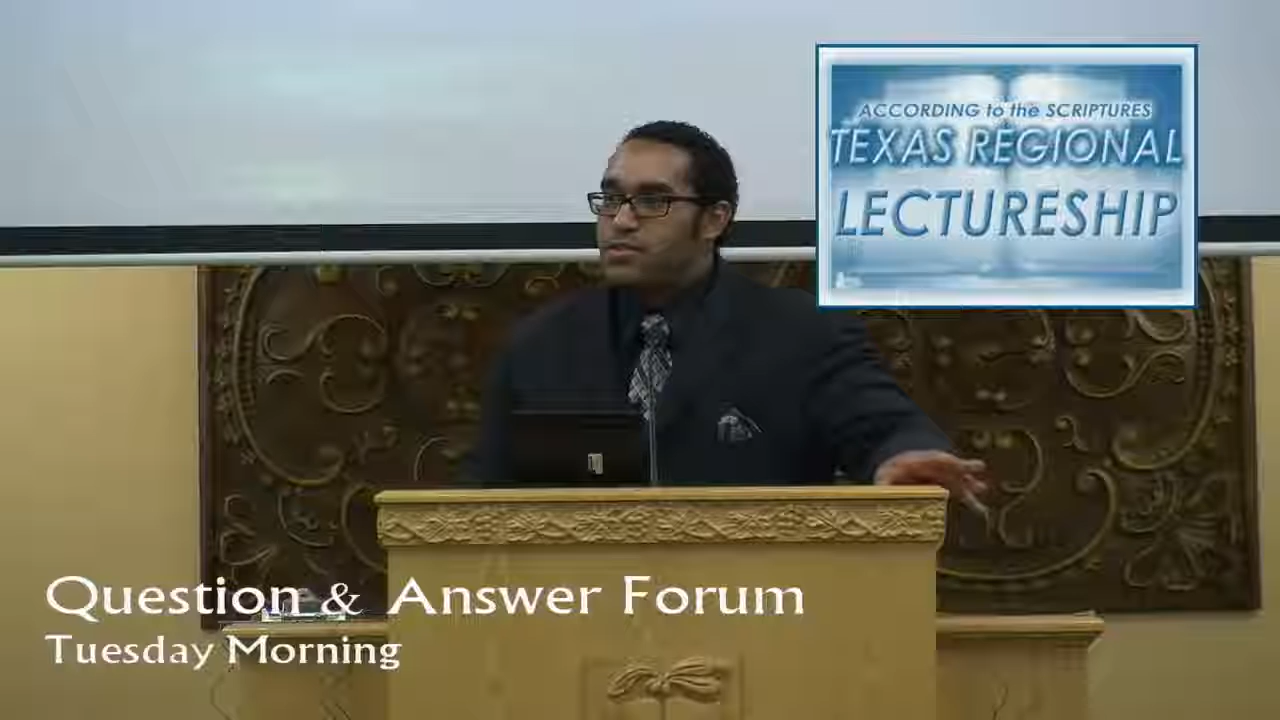 ACCORDING to the SCRIPTURES
TEXAS REGIONAL
LECTURESHIP
Question & Answer Forum
Tuesday Morning